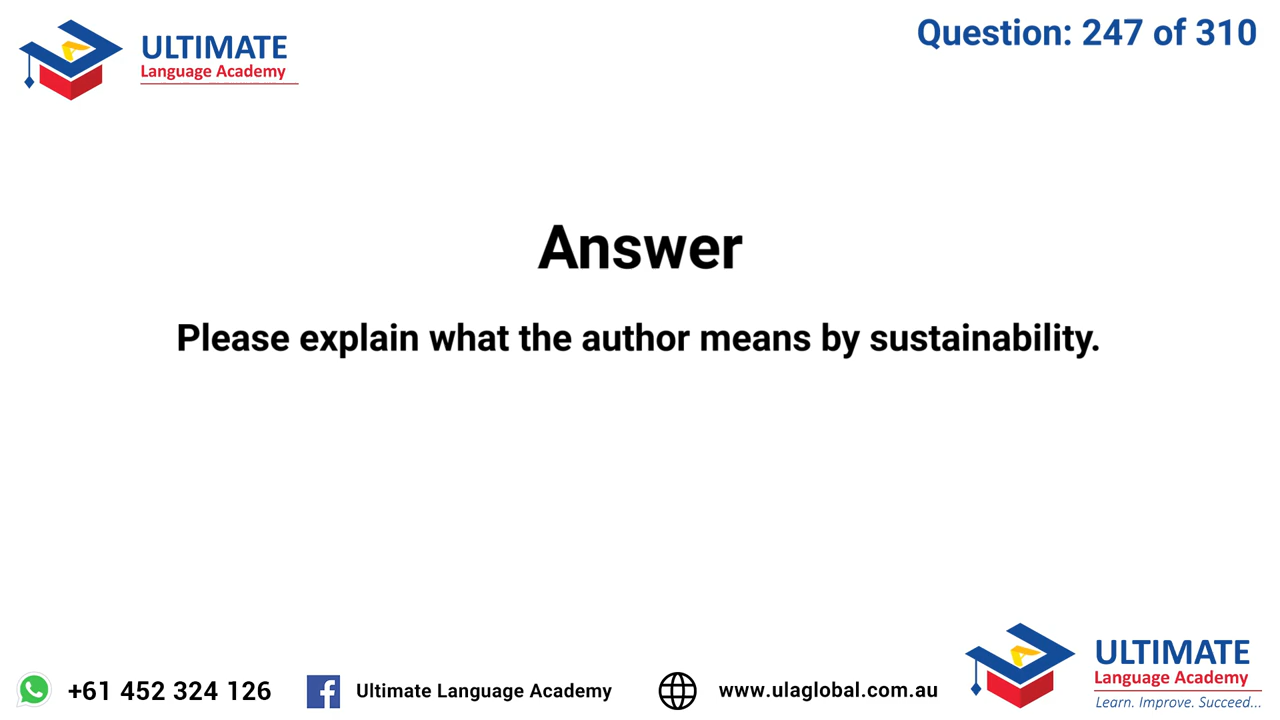 ULTIMATE
Language Academy
Question: 247 of 310
Answer
Please explain what the author means by sustainability.
+61 452 324 126
Ultimate Language Academy
www.ulaglobal.com.au
ULTIMATE
Language Academy
Learn. Improve. Succeed...